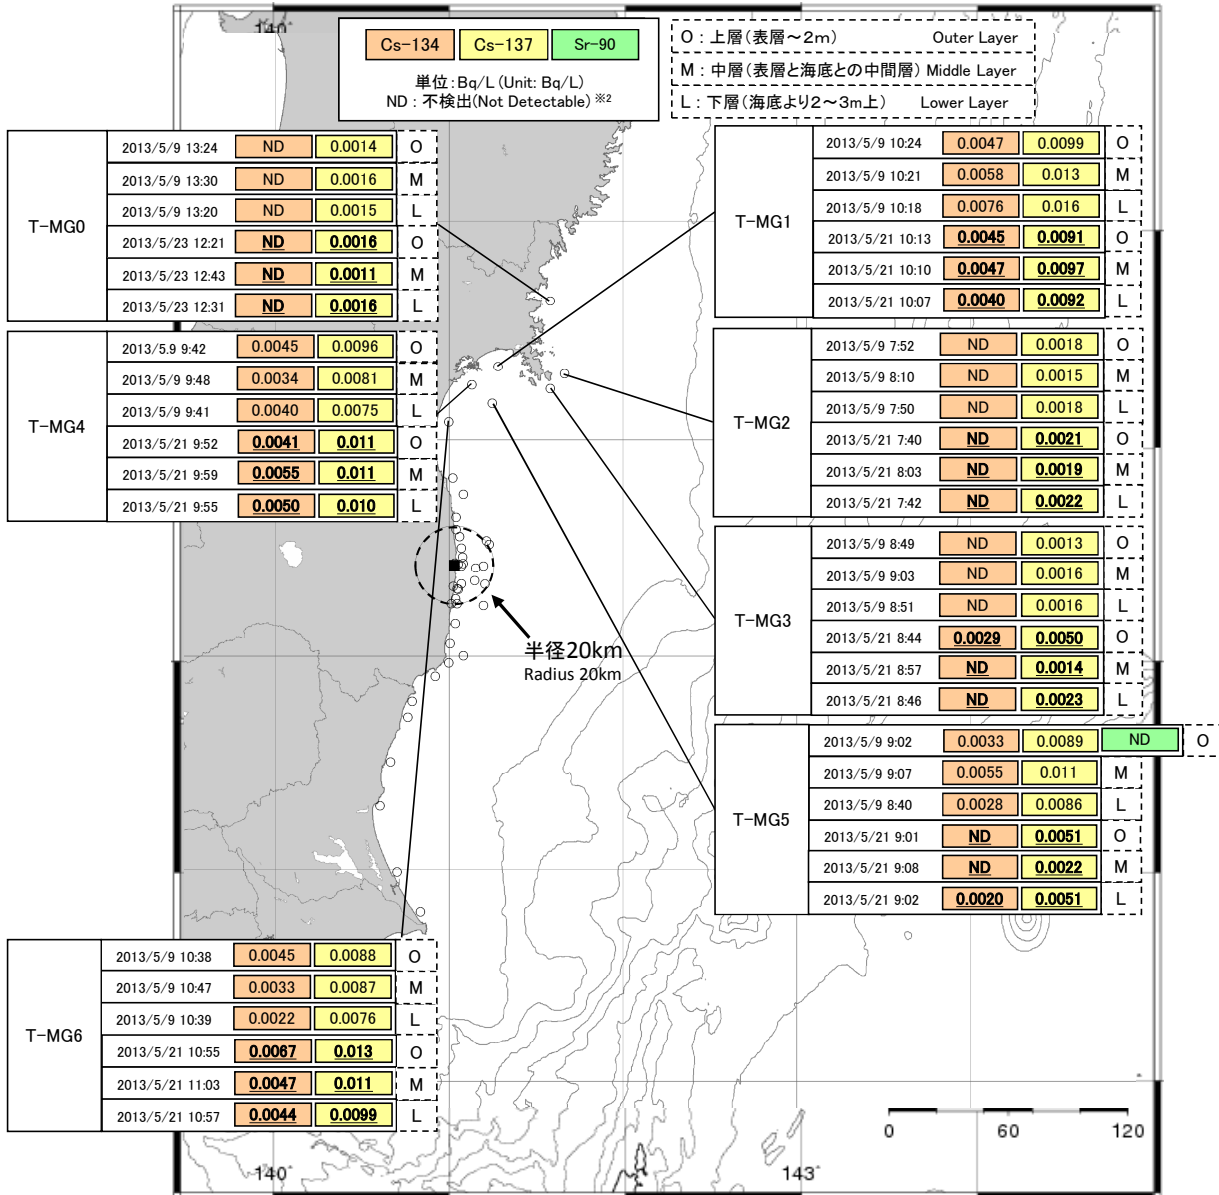 140°
Cs-134 Cs-137 Sr-90
単位:Bq/L (Unit: Bq/L)
ND : 不検出(Not Detectable) ※2
O : 上層(表層～2m) Outer Layer
M : 中層(表層と海底との中間層) Middle Layer
L : 下層(海底より2～3m上) Lower Layer
T-MG0
2013/5/9 13:24 ND 0.0014 O
2013/5/9 13:30 ND 0.0016 M
2013/5/9 13:20 ND 0.0015 L
2013/5/23 12:21 ND 0.0016 O
2013/5/23 12:43 ND 0.0011 M
2013/5/23 12:31 ND 0.0016 L
T-MG4
2013/5.9 9:42 0.0045 0.0096 O
2013/5/9 9:48 0.0034 0.0081 M
2013/5/9 9:41 0.0040 0.0075 L
2013/5/21 9:52 0.0041 0.011 O
2013/5/21 9:59 0.0055 0.011 M
2013/5/21 9:55 0.0050 0.010 L
T-MG1
2013/5/9 10:24 0.0047 0.0099 O
2013/5/9 10:21 0.0058 0.013 M
2013/5/9 10:18 0.0076 0.016 L
2013/5/21 10:13 0.0045 0.0091 O
2013/5/21 10:10 0.0047 0.0097 M
2013/5/21 10:07 0.0040 0.0092 L
T-MG2
2013/5/9 7:52 ND 0.0018 O
2013/5/9 8:10 ND 0.0015 M
2013/5/9 7:50 ND 0.0018 L
2013/5/21 7:40 ND 0.0021 O
2013/5/21 8:03 ND 0.0019 M
2013/5/21 7:42 ND 0.0022 L
T-MG3
2013/5/9 8:49 ND 0.0013 O
2013/5/9 9:03 ND 0.0016 M
2013/5/9 8:51 ND 0.0016 L
2013/5/21 8:44 0.0029 0.0050 O
2013/5/21 8:57 ND 0.0014 M
2013/5/21 8:46 ND 0.0023 L
半径20km
Radius 20km
T-MG5
2013/5/9 9:02 0.0033 0.0089 ND O
2013/5/9 9:07 0.0055 0.011 M
2013/5/9 8:40 0.0028 0.0086 L
2013/5/21 9:01 ND 0.0051 O
2013/5/21 9:08 ND 0.0022 M
2013/5/21 9:02 0.0020 0.0051 L
T-MG6
2013/5/9 10:38 0.0045 0.0088 O
2013/5/9 10:47 0.0033 0.0087 M
2013/5/9 10:39 0.0022 0.0076 L
2013/5/21 10:55 0.0067 0.013 O
2013/5/21 11:03 0.0047 0.011 M
2013/5/21 10:57 0.0044 0.0099 L
0 60 120
140° 143°